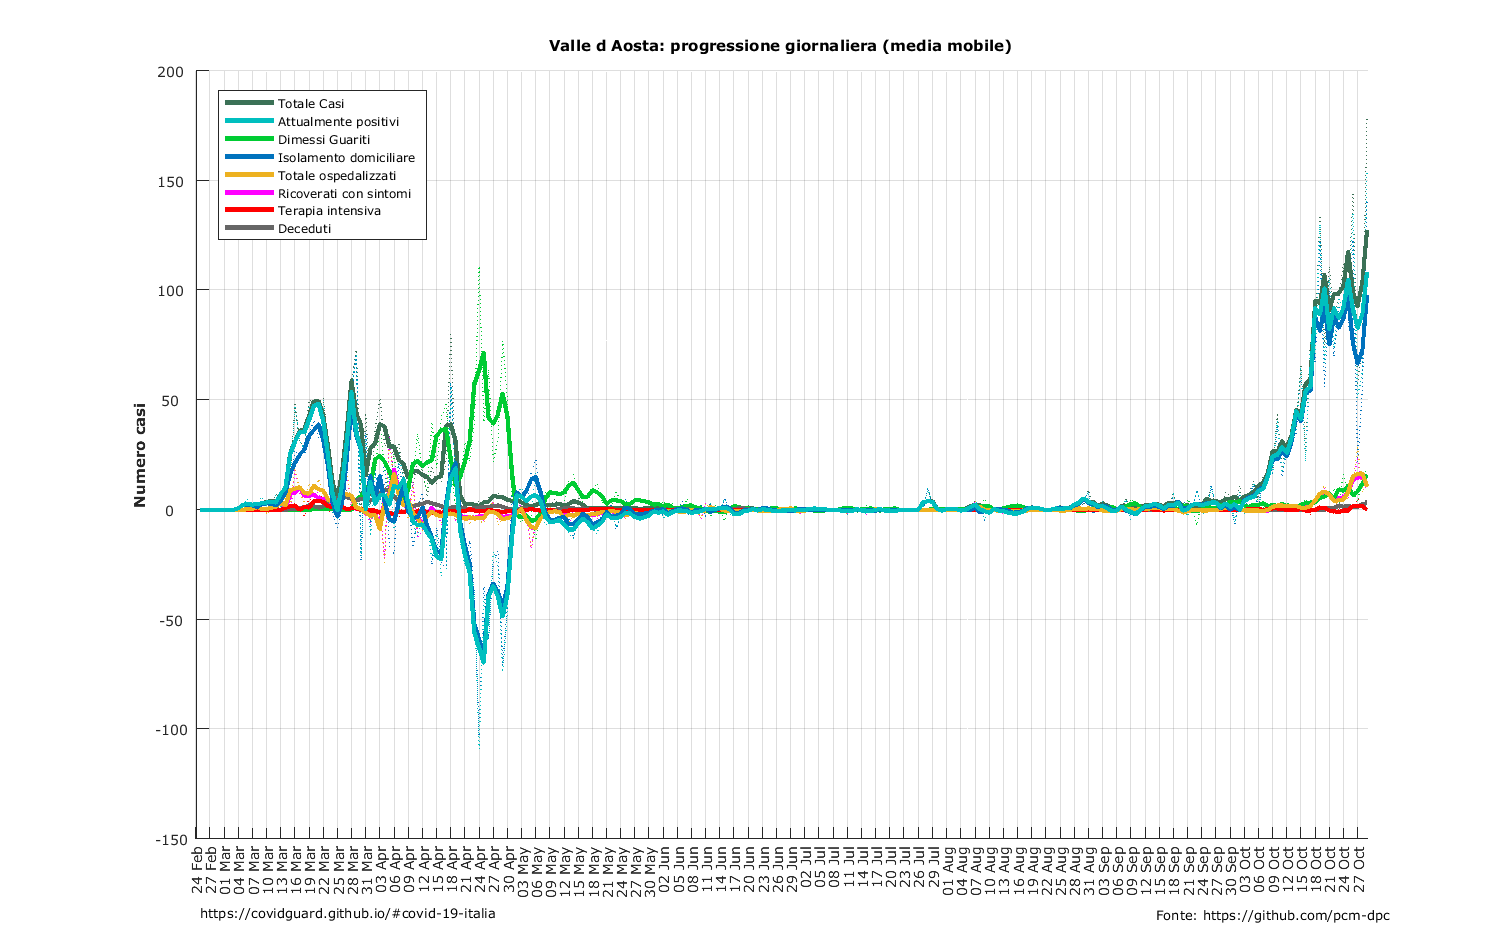 Valle d Aosta: progressione giornaliera (media mobile)
200
150
100
50
0
-50
-100
-150
Numero casi
Totale Casi
Attualmente positivi
Dimessi Guariti
Isolamento domiciliare
Totale ospedalizzati
Ricoverati con sintomi
Terapia intensiva
Deceduti
24 Feb
27 Feb
01 Mar
04 Mar
07 Mar
10 Mar
13 Mar
16 Mar
19 Mar
22 Mar
25 Mar
28 Mar
31 Mar
03 Apr
06 Apr
09 Apr
12 Apr
15 Apr
18 Apr
21 Apr
24 Apr
27 Apr
30 Apr
03 May
06 May
09 May
12 May
15 May
18 May
21 May
24 May
27 May
30 May
02 Jun
05 Jun
08 Jun
11 Jun
14 Jun
17 Jun
20 Jun
23 Jun
26 Jun
29 Jun
02 Jul
05 Jul
08 Jul
11 Jul
14 Jul
17 Jul
20 Jul
23 Jul
26 Jul
29 Jul
01 Aug
04 Aug
07 Aug
10 Aug
13 Aug
16 Aug
19 Aug
22 Aug
25 Aug
28 Aug
31 Aug
03 Sep
06 Sep
09 Sep
12 Sep
15 Sep
18 Sep
21 Sep
24 Sep
27 Sep
30 Sep
03 Oct
06 Oct
09 Oct
12 Oct
15 Oct
18 Oct
21 Oct
24 Oct
27 Oct
https://covidguard.github.io/#covid-19-italia
Fonte: https://github.com/pcm-dpc